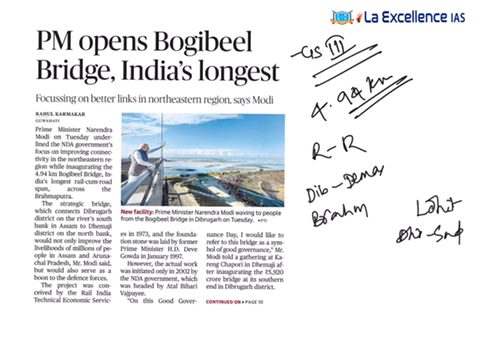 La Excellence IAS
PM opens Bogibeel
Bridge, India's longest
Focussing on better links in northeastern region, says Modi
RAHUL KARMAKAR
GUWAHATI
Prime Minister Narendra
Modi on Tuesday under-
lined the NDA government's
focus on improving connec-
tivity in the northeastern
region while inaugurating the
4.94 km Bogibeel Bridge, In-
dia's longest rail-cum-road
span, across the
Brahmaputra.
The strategic bridge,
which connects Dibrugarh
district on the river's south
bank in Assam to Dhemaji
district on the north bank,
would not only improve the
livelihoods of millions of peo-
ple in Assam and Aruna-
chal Pradesh, Mr. Modi said,
but would also serve as a
boon to the defence forces.
The project was con-
ceived by the Rail India
Technical Economic Servic-
New facility: Prime Minister Narendra Modi waving to people
from the Bogibeel Bridge in Dibrugarh on Tuesday. PTI
es in 1973, and the founda-
tion stone was laid by former
Prime Minister H.D. Deve
Gowda in January 1997.
However, the actual work
was initiated only in 2002 by
the NDA government, which
was headed by Atal Bihari
Vajpayee.
"On this Good Gover-
nance Day, I would like to
refer to this bridge as a sym-
bol of good governance," Mr.
Modi told a gathering at Ka-
reng Chapori in Dhemaji af-
ter inaugurating the ₹5,920
crore bridge at its southern
end in Dibrugarh district.
CONTINUED ON PAGE 10
-GS III
4.94 km
R-R
Dib-Demaj
Brahm
Lohit